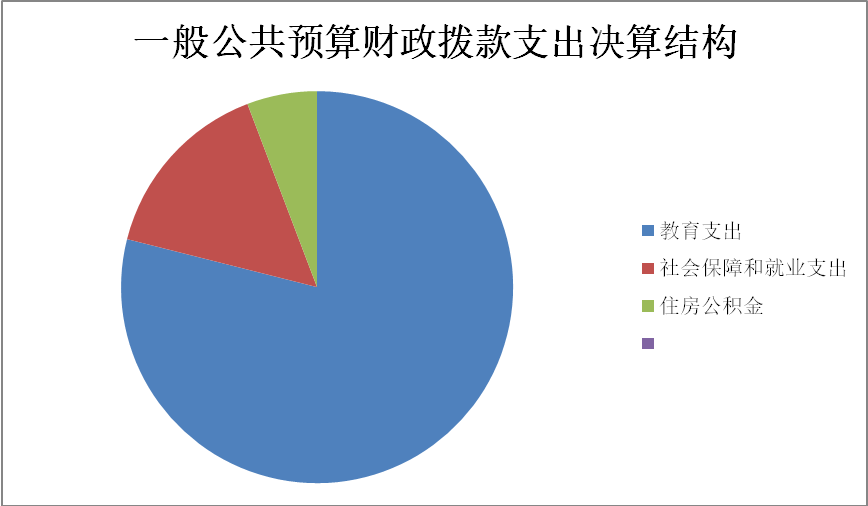 一般公共预算财政拨款支出决算结构
教育支出
社会保障和就业支出
住房公积金